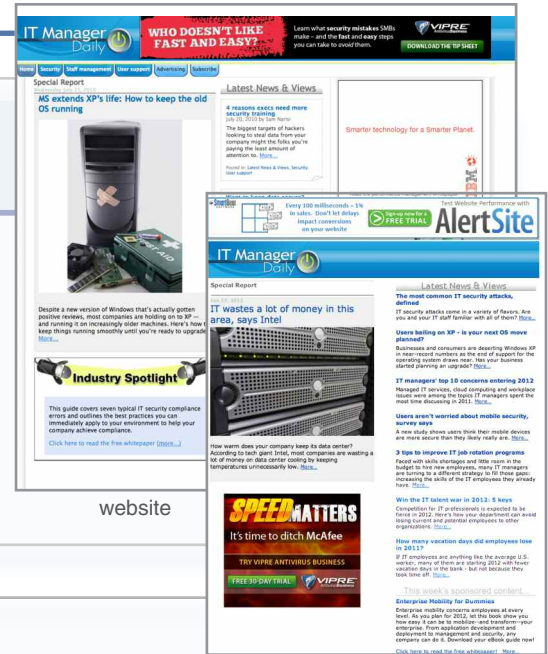 IT Manager
Daily
WHO DOESN'T LIKE
FAST AND EASY?
Learn what security mistakes SMBs
make – and the fast and easy steps
you can take to avoid them.
VIPRE
DOWNLOAD THE TIP SHEET
Home
Security
Staff management
User support
Advertising
Subscribe
Special Report
MS extends XP's life: How to keep the old
OS running
Despite a new version of Windows that's actually gotten
positive reviews, most companies are holding on to XP —
and running it on increasingly older machines. Here's how t
keep things running smoothly until you're ready to upgrade
More...
Industry Spotlight
This guide covers seven typical IT security compliance
errors and outlines the best practices you can
immediately apply to your environment to help your
company achieve compliance.
Click here to read the free whitepaper (more...)
Latest News & Views
4 reasons execs need more
security training
July 20, 2010 by Sam Narisi
The biggest targets of hackers
looking to steal data from your
company might the folks you're
paying the least amount of
attention to. More...
Posted in: Latest News & Views, Security,
User support
Smarter technology for a Smarter Planet.
IBM
website
SmartBear
Every 100 milliseconds = 1%
in sales. Don't let delays
impact conversions
on your website
Sign-up now for a
FREE TRIAL
Test Website Performance with
AlertSite
IT Manager
Daily
Special Report
IT wastes a lot of money in this
area, says Intel
How warm does your company keep its data center?
According to tech giant Intel, most companies are wasting a
lot of money on data center cooling by keeping
temperatures unnecessarily low. More...
SPEED MATTERS
It's time to ditch McAfee
TRY VIPRE ANTIVIRUS BUSINESS
FREE 30-DAY TRIAL
VIPRE
Latest News & Views
The most common IT security attacks,
defined
IT security attacks come in a variety of flavors. Are
you and your IT staff familiar with all of them? More...
Users bailing on XP – is your next OS move
planned?
Businesses and consumers are deserting Windows XP
in near-record numbers as the end of support for the
operating system draws near. Has your business
started planning an upgrade? More...
IT managers' top 10 concerns entering 2012
Managed IT services, cloud computing and workplace
issues were among the topics IT managers spent the
most time discussing in 2011. More...
Users aren't worried about mobile security,
survey says
A new study shows users think their mobile devices
are more secure than they likely really are. More...
3 tips to improve IT job rotation programs
Faced with skills shortages and little room in the
budget to hire new employees, many IT managers
are turning to a different strategy to fill those gaps:
increasing the skills of the IT employees they already
have. More...
Win the IT talent war in 2012: 5 keys
Competition for IT professionals is expected to be
fierce in 2012. Here's how your department can avoid
losing current and potential employees to other
organizations. More...
How many vacation days did employees lose
in 2011?
IF IT employees are anything like the average U.S.
worker, many of them are starting 2012 with fewer
vacation days in the bank – but not because they
took time off. More...
This week's sponsored content...
Enterprise Mobility for Dummies
Enterprise mobility concerns employees at every
level. As you plan for 2012, let this book show you
how easy it can be to mobilize—and transform—your
enterprise. From application development and
deployment to management and security, any
company can do it. Download your eBook guide now!
Click here to read the free whitepaper! More...